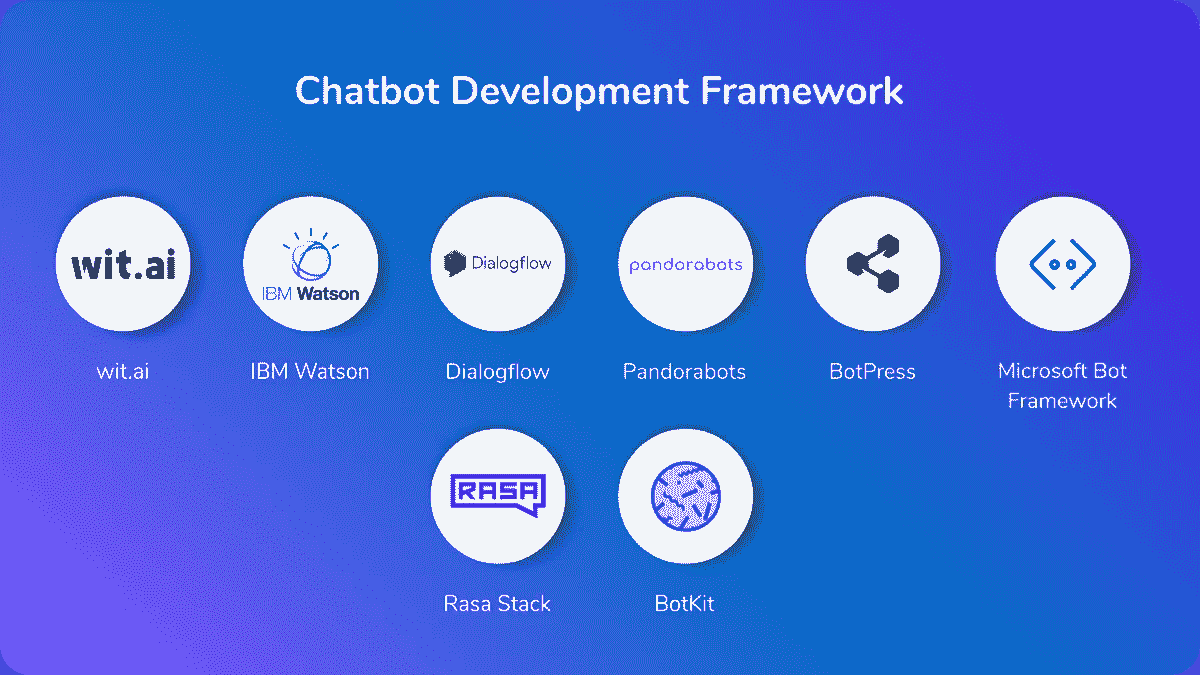 Chatbot Development Framework
wit.ai
IBM Watson
Dialogflow
pandorabots
wit.ai
IBM Watson
Dialogflow
Pandorabots
BotPress
Microsoft Bot
Framework
RASA
Rasa Stack
BotKit